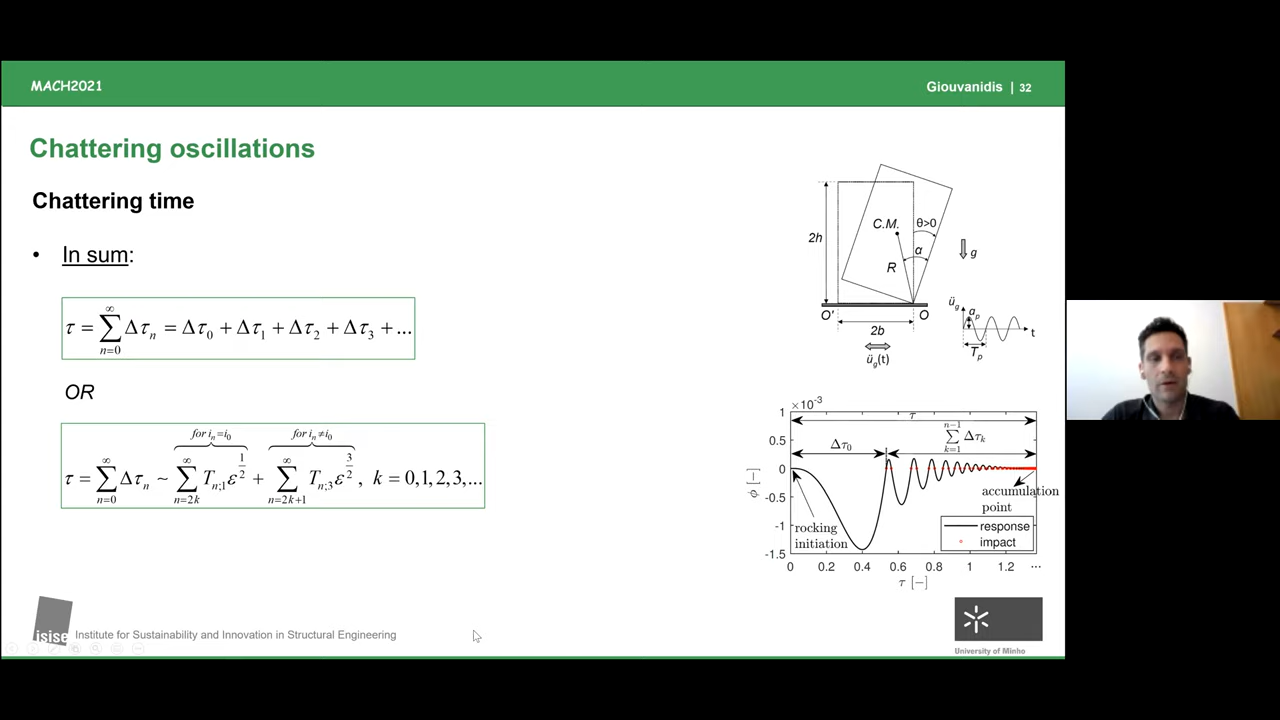 MACH2021
Giouvanidis | 32
Chattering oscillations
Chattering time
• In sum:
τ = ∑_{n=0}^{∞} Δτ_n = Δτ_0 + Δτ_1 + Δτ_2 + Δτ_3 + ...
OR
for i_n = i_0
for i_n ≠ i_0
τ = ∑_{n=0}^{∞} Δτ_n ~ ∑_{n=2k}^{∞} T_{n;1} ε^{1/2} + ∑_{n=2k+1}^{∞} T_{n;3} ε^{3/2} , k = 0,1,2,3,...
2h
C.M.
θ>0
α
R
g
O'
O
2b
ü_g(t)
ü_g
a_p
t
T_p
×10^{-3}
1
0.5
0
-0.5
-1
-1.5
ϕ [−]
τ
Δτ_0
∑_{k=1}^{n−1} Δτ_k
accumulation
point
rocking
initiation
response
impact
0 0.2 0.4 0.6 0.8 1 1.2 ...
τ [−]
isise
Institute for Sustainability and Innovation in Structural Engineering
University of Minho